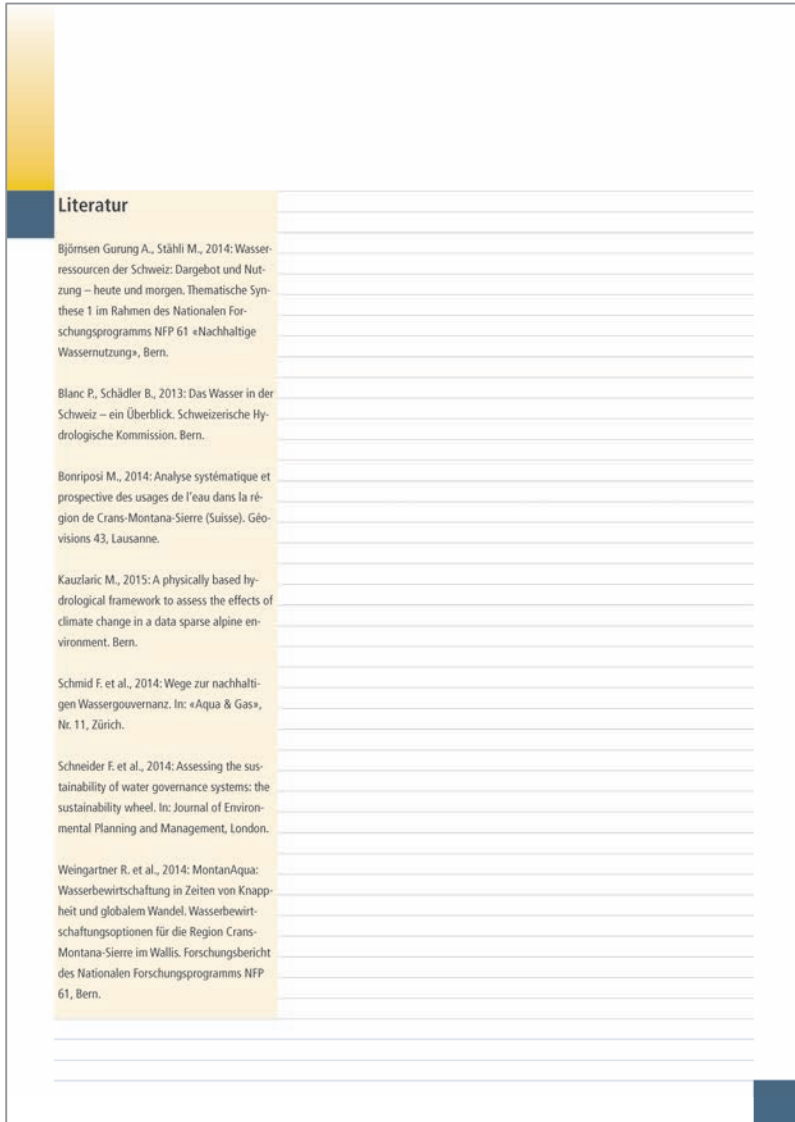 Literatur
Björnsen Gurung A., Stähli M., 2014: Wasser-
ressourcen der Schweiz: Dargebot und Nut-
zung – heute und morgen. Thematische Syn-
these 1 im Rahmen des Nationalen For-
schungsprogramms NFP 61 «Nachhaltige
Wassernutzung», Bern.
Blanc P., Schädler B., 2013: Das Wasser in der
Schweiz – ein Überblick. Schweizerische Hy-
drologische Kommission. Bern.
Bonriposi M., 2014: Analyse systématique et
prospective des usages de l'eau dans la ré-
gion de Crans-Montana-Sierre (Suisse). Géo-
visions 43, Lausanne.
Kauzlaric M., 2015: A physically based hy-
drological framework to assess the effects of
climate change in a data sparse alpine en-
vironment. Bern.
Schmid F. et al., 2014: Wege zur nachhalti-
gen Wassergouvernanz. In: «Aqua & Gas»,
Nr. 11, Zürich.
Schneider F. et al., 2014: Assessing the sus-
tainability of water governance systems: the
sustainability wheel. In: Journal of Environ-
mental Planning and Management, London.
Weingartner R. et al., 2014: MontanAqua:
Wasserbewirtschaftung in Zeiten von Knapp-
heit und globalem Wandel. Wasserbewirt-
schaftungsoptionen für die Region Crans-
Montana-Sierre im Wallis. Forschungsbericht
des Nationalen Forschungsprogramms NFP
61, Bern.